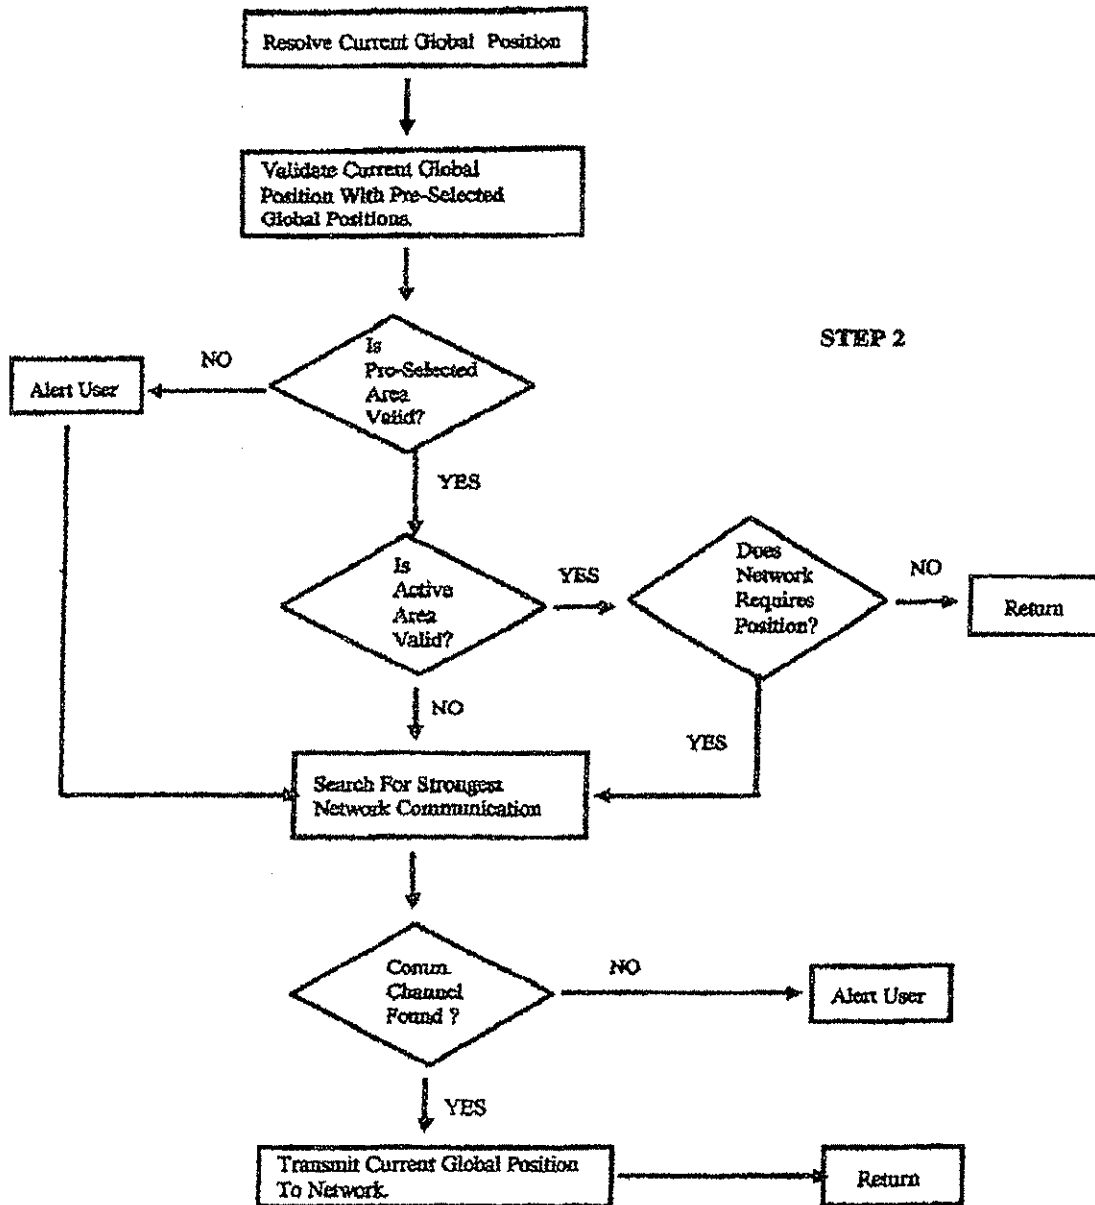 Resolve Current Global Position
Validate Current Global
Position With Pre-Selected
Global Positions.
STEP 2
Is
Pre-Selected
Area
Valid?
NO
Alert User
YES
Is
Active
Area
Valid?
YES
Does
Network
Requires
Position?
NO
Return
NO
YES
Search For Strongest
Network Communication
Comm.
Channel
Found ?
NO
Alert User
YES
Transmit Current Global Position
To Network.
Return